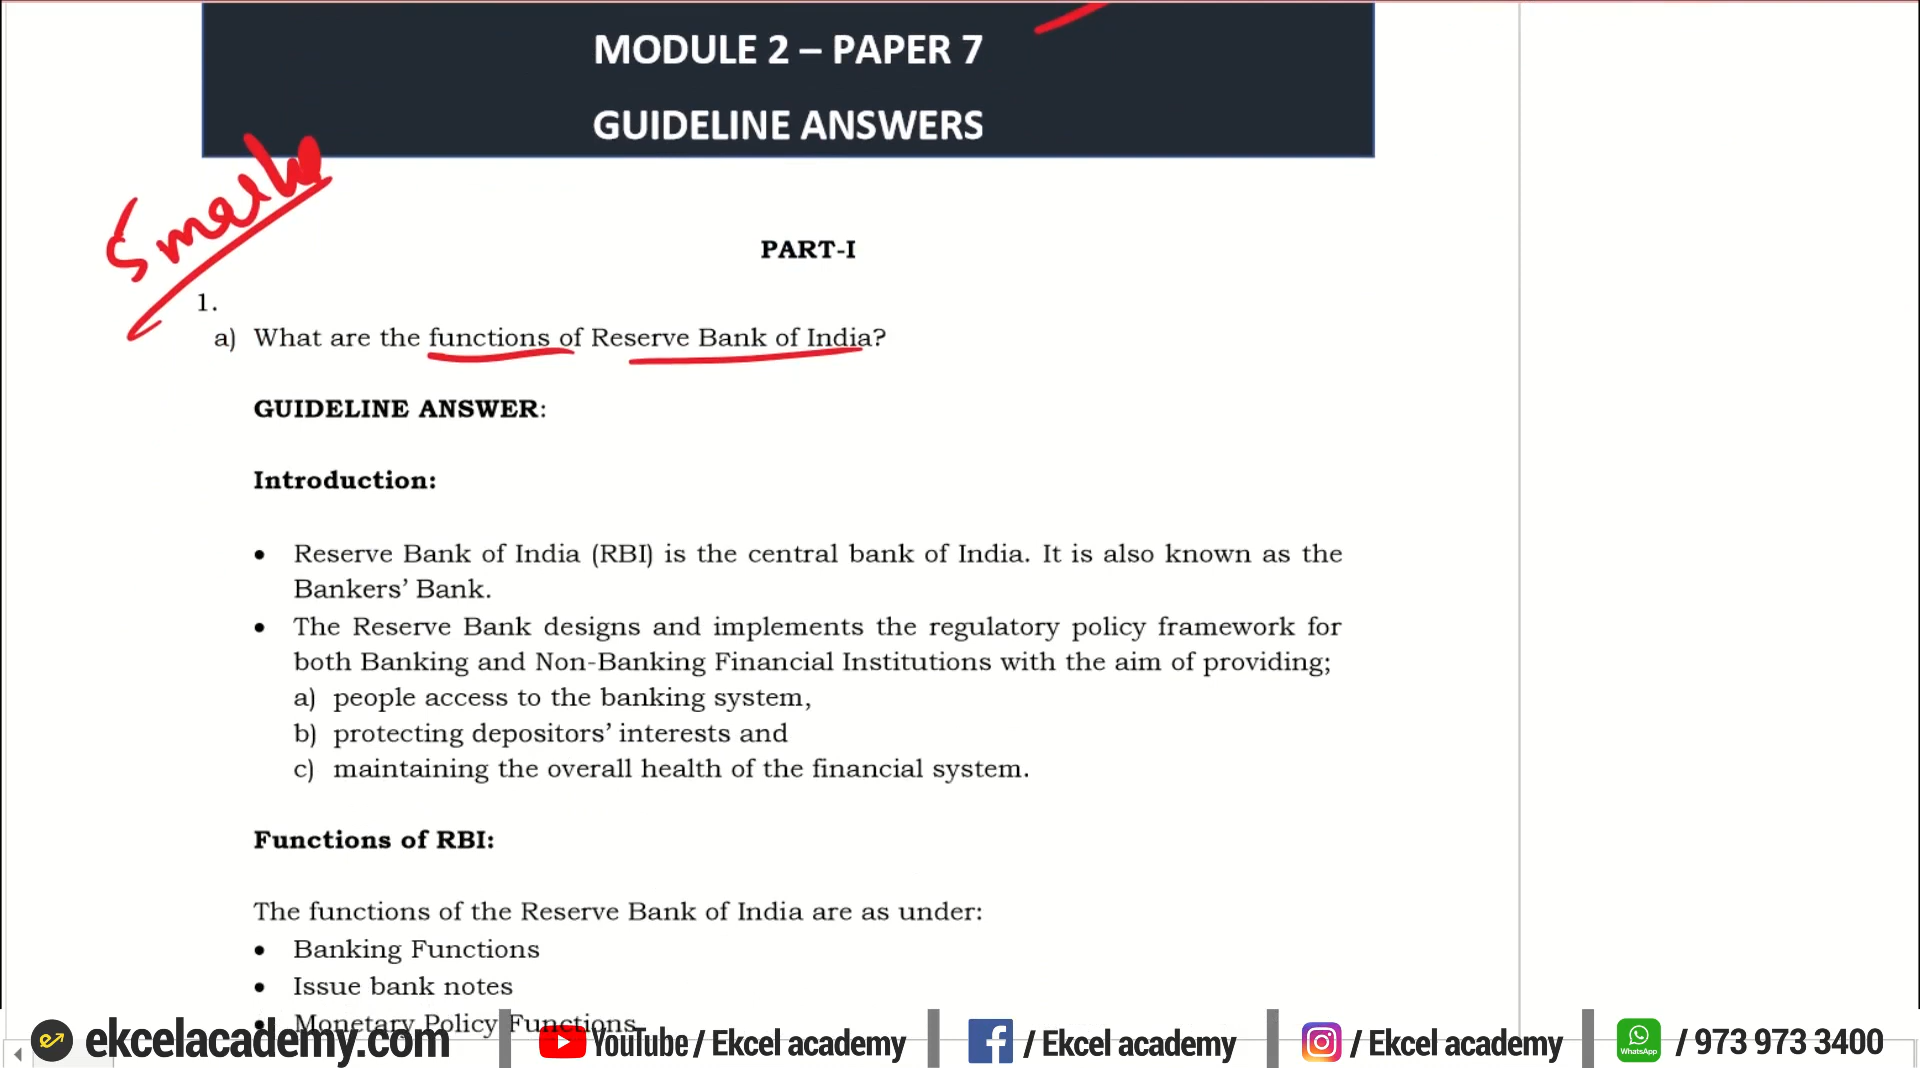 MODULE 2 – PAPER 7
GUIDELINE ANSWERS
5 marks
PART-I
1.
a) What are the functions of Reserve Bank of India?
GUIDELINE ANSWER:
Introduction:
• Reserve Bank of India (RBI) is the central bank of India. It is also known as the
Bankers’ Bank.
• The Reserve Bank designs and implements the regulatory policy framework for
both Banking and Non-Banking Financial Institutions with the aim of providing;
a) people access to the banking system,
b) protecting depositors’ interests and
c) maintaining the overall health of the financial system.
Functions of RBI:
The functions of the Reserve Bank of India are as under:
• Banking Functions
• Issue bank notes
• Monetary Policy Functions
ekcelacademy.com YouTube / Ekcel academy / Ekcel academy / Ekcel academy WhatsApp / 973 973 3400